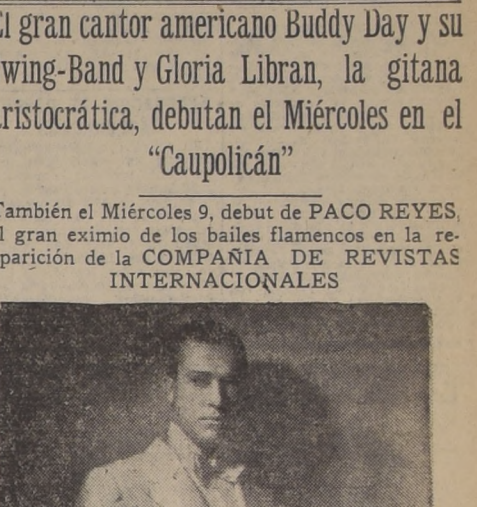 El gran cantor americano Buddy Day y su
wing-Band y Gloria Libran, la gitana
ristocrática, debutan el Miércoles en el
"Caupolicán"
También el Miércoles 9, debut de PACO REYES,
l gran eximio de los bailes flamencos en la re-
parición de la COMPAÑIA DE REVISTAS
INTERNACIONALES